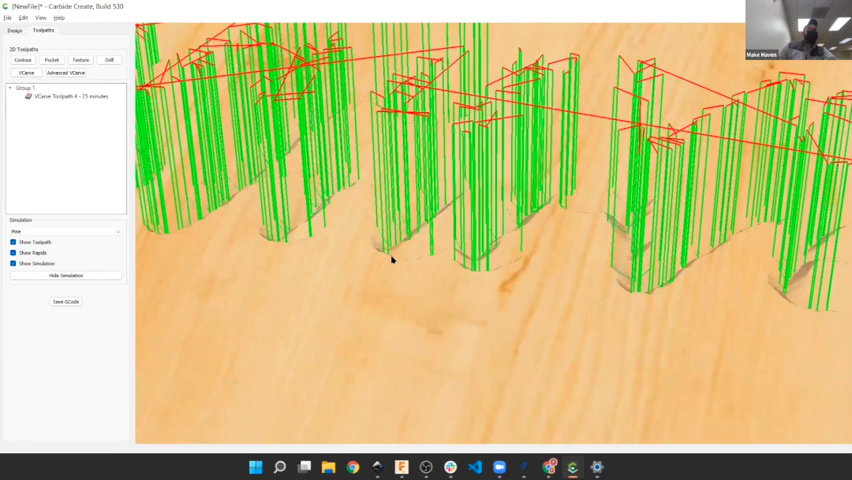 [NewFile]* - Carbide Create, Build 530
File Edit View Help
Design Toolpaths
2D Toolpaths
Contour Pocket Texture Drill
VCarve Advanced VCarve
Group 1
VCarve Toolpath 4 - 25 minutes
Simulation
Fine
Show Toolpath
Show Rapids
Show Simulation
Hide Simulation
Save GCode
Make Haven